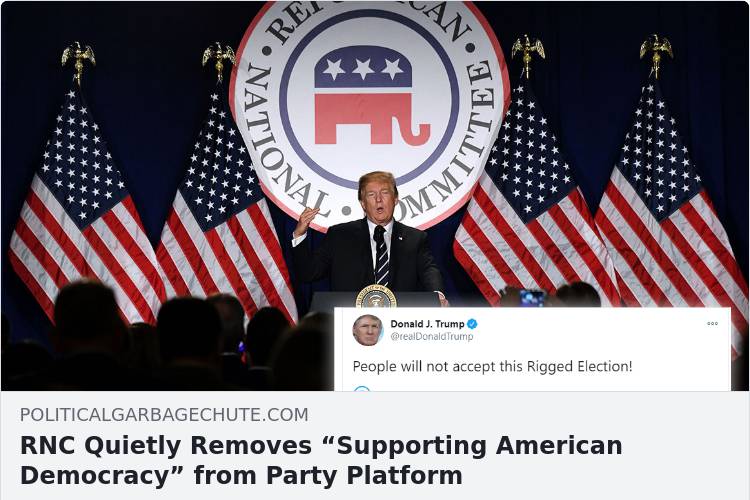 REPUBLICAN
NATIONAL
COMMITTEE
Donald J. Trump
@realDonaldTrump
People will not accept this Rigged Election!
POLITICALGARBAGECHUTE.COM
RNC Quietly Removes “Supporting American
Democracy” from Party Platform